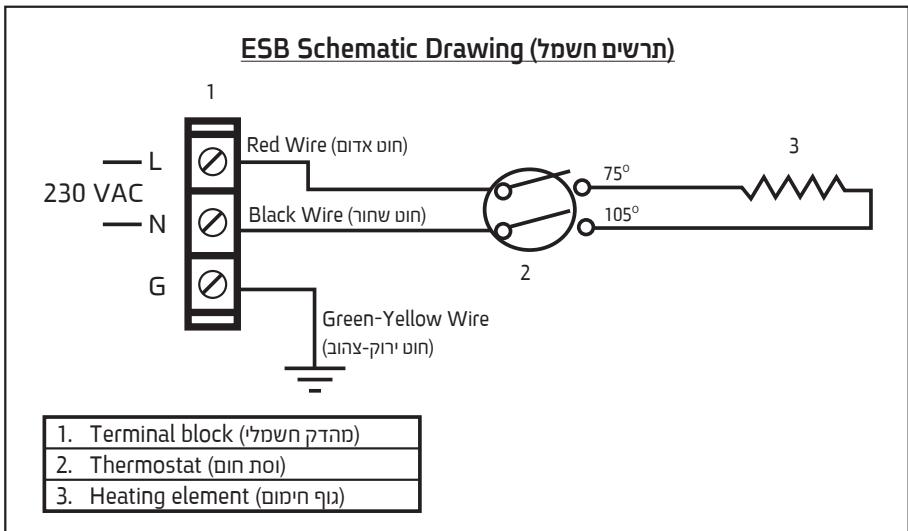 ESB Schematic Drawing (תרשים חשמל)
1
Red Wire (חוט אדום)
3
L
75°
230 VAC
N
Black Wire (חוט שחור)
105°
2
G
Green-Yellow Wire
(חוט ירוק-צהוב)
1. Terminal block (מהדק חשמלי)
2. Thermostat (וסת חום)
3. Heating element (גוף חימום)